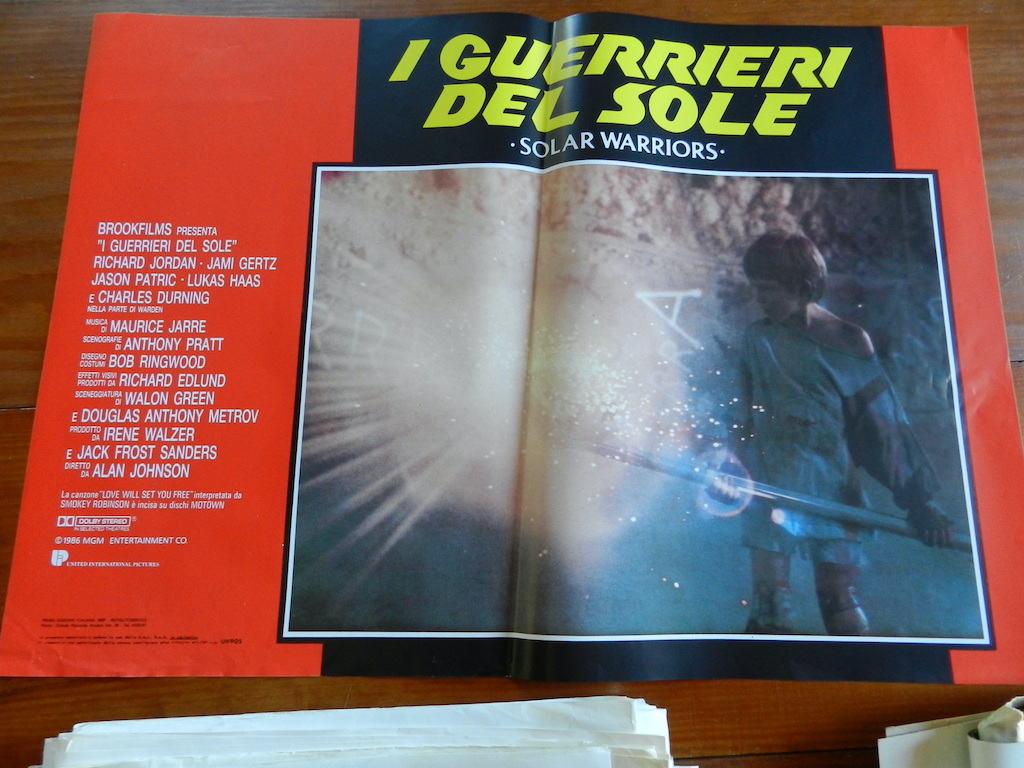 I GUERRIERI
DEL SOLE
·SOLAR WARRIORS·
BROOKFILMS PRESENTA
"I GUERRIERI DEL SOLE"
RICHARD JORDAN · JAMI GERTZ
JASON PATRIC · LUKAS HAAS
E CHARLES DURNING
NELLA PARTE DI WARDEN
MUSICA DI MAURICE JARRE
SCENOGRAFIE DI ANTHONY PRATT
DISEGNO COSTUMI BOB RINGWOOD
EFFETTI VISIVI PRODOTTI DA RICHARD EDLUND
SCENEGGIATURA DI WALON GREEN
E DOUGLAS ANTHONY METROV
PRODOTTO DA IRENE WALZER
E JACK FROST SANDERS
DIRETTO DA ALAN JOHNSON
La canzone "LOVE WILL SET YOU FREE" interpretata da
SMOKEY ROBINSON è incisa su dischi MOTOWN
DOLBY STEREO ®
IN SELECTED THEATRES
©1986 MGM ENTERTAINMENT CO.
UNITED INTERNATIONAL PICTURES
A